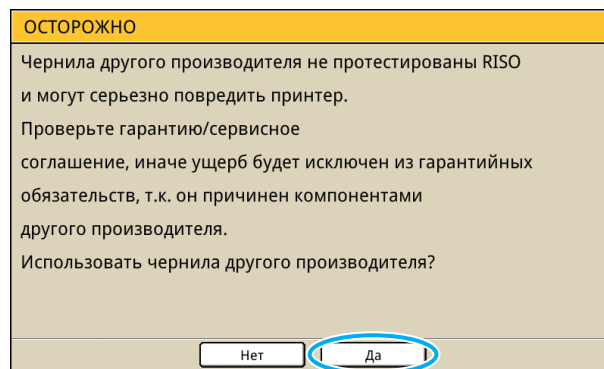 ОСТОРОЖНО
Чернила другого производителя не протестированы RISO
и могут серьезно повредить принтер.
Проверьте гарантию/сервисное
соглашение, иначе ущерб будет исключен из гарантийных
обязательств, т.к. он причинен компонентами
другого производителя.
Использовать чернила другого производителя?
Нет Да